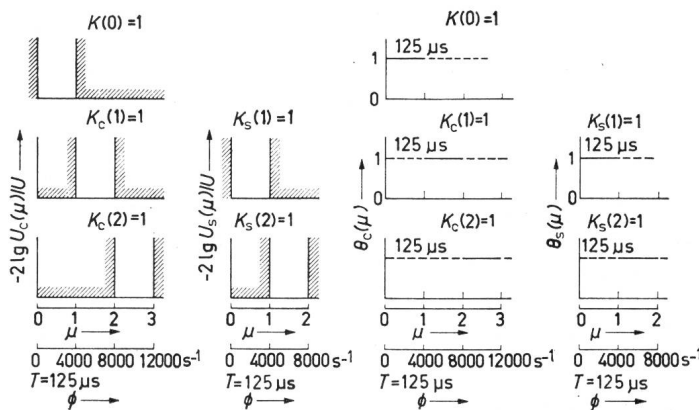 K(0)=1
K(0)=1
125 µs
1
0
Kc(1)=1
Ks(1)=1
Kc(1)=1
Ks(1)=1
125 µs
125 µs
1
1
0
0
-2 lg Uc(µ)/U
-2 lg Us(µ)/U
θc(µ)
θs(µ)
Kc(2)=1
Ks(2)=1
Kc(2)=1
Ks(2)=1
125 µs
125 µs
0 1 2 3
0 1 2
0 1 2 3
0 1 2
µ
µ
µ
µ
0 4000 8000 12000 s⁻¹
0 4000 8000
0 4000 8000 12000 s⁻¹
0 8000 s⁻¹
T=125 µs
T=125 µs
T=125 µs
T=125 µs
ϕ
ϕ
ϕ
ϕ